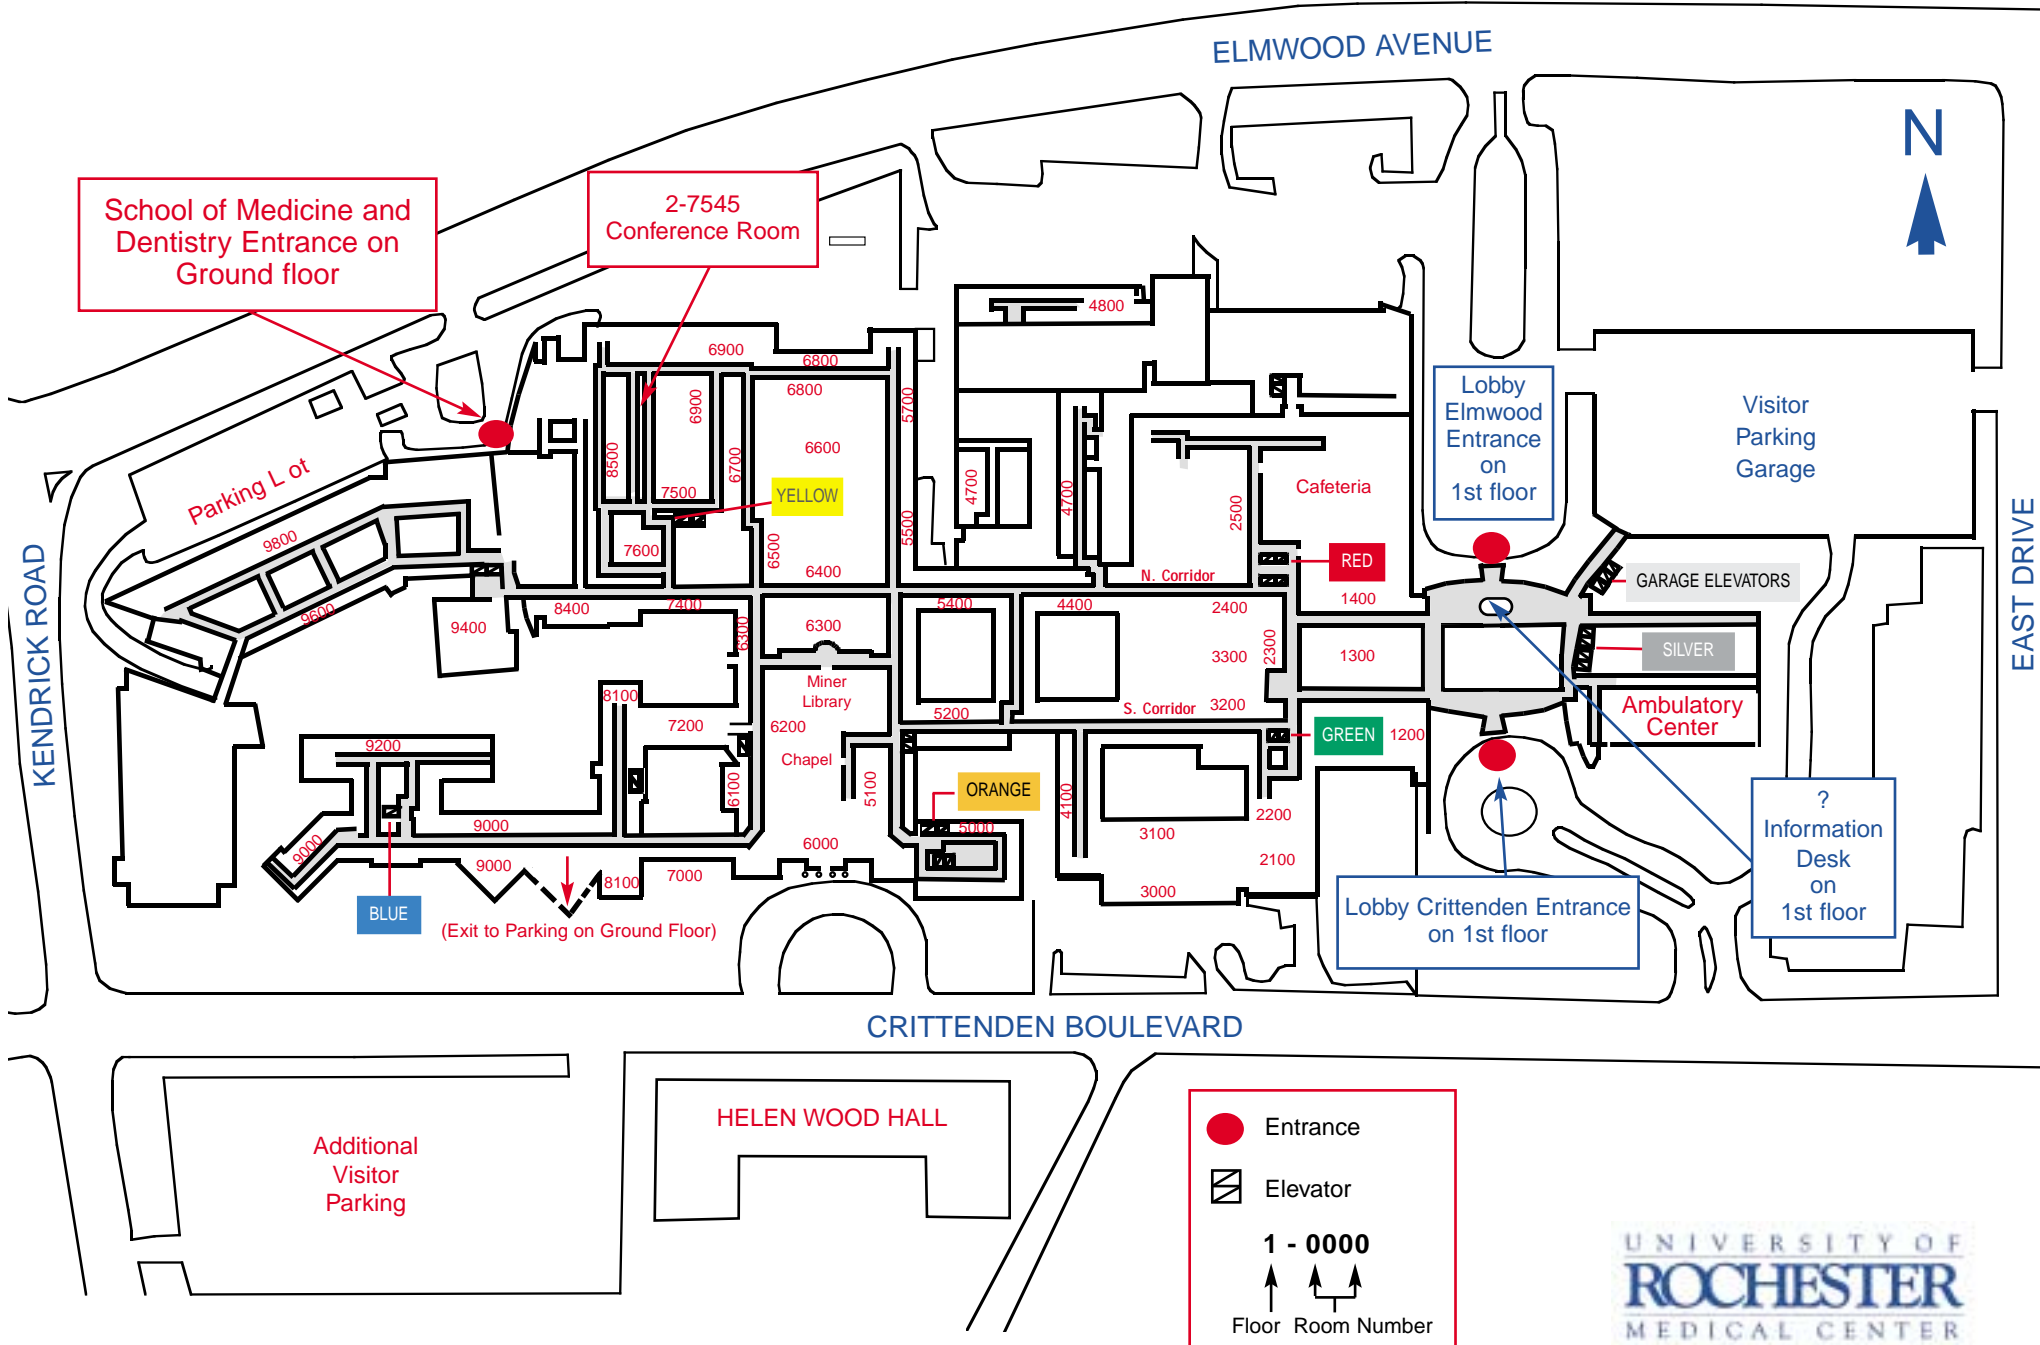 ELMWOOD AVENUE
N
School of Medicine and
Dentistry Entrance on
Ground floor
2-7545
Conference Room
4800
6900
6800
6800
6900
5700
Lobby
Elmwood
Entrance
on
1st floor
Visitor
Parking
Garage
6600
8500
6700
7500
YELLOW
4700
4700
2500
Cafeteria
Parking L ot
9800
7600
6500
6400
5500
N. Corridor
RED
GARAGE ELEVATORS
EAST DRIVE
KENDRICK ROAD
9600
8400
7400
5400
4400
2400
1400
9400
6300
6300
3300
2300
1300
SILVER
Miner
Library
8100
7200
6200
5200
S. Corridor
3200
GREEN
1200
Ambulatory
Center
9200
Chapel
6100
5100
ORANGE
4100
?
Information
Desk
on
1st floor
9000
9000
9000
6000
5000
3100
2200
2100
8100
7000
3000
BLUE
(Exit to Parking on Ground Floor)
Lobby Crittenden Entrance
on 1st floor
CRITTENDEN BOULEVARD
Additional
Visitor
Parking
HELEN WOOD HALL
Entrance
Elevator
1 - 0000
Floor Room Number
UNIVERSITY OF
ROCHESTER
MEDICAL CENTER